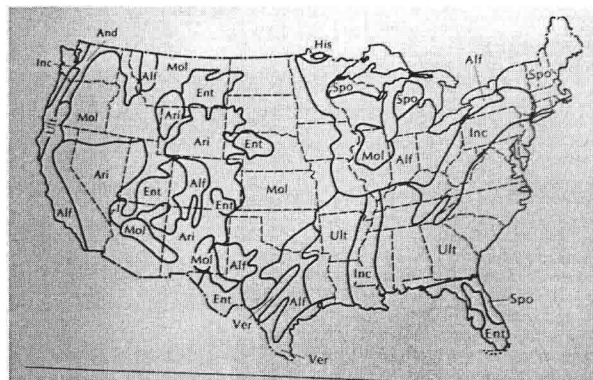 And
His
Inc
Mol
Alf
Alf
Ent
Spo
Spo
Spo
Ari
Mol
Ult
Ari
Ent
Inc
Mol
Alf
Ari
Ent
Alf
Mol
Ent
Alf
Ult
Mol
Ari
Ult
Mol
Alf
Inc
Ent
Alf
Spo
Ver
Ent
Ver